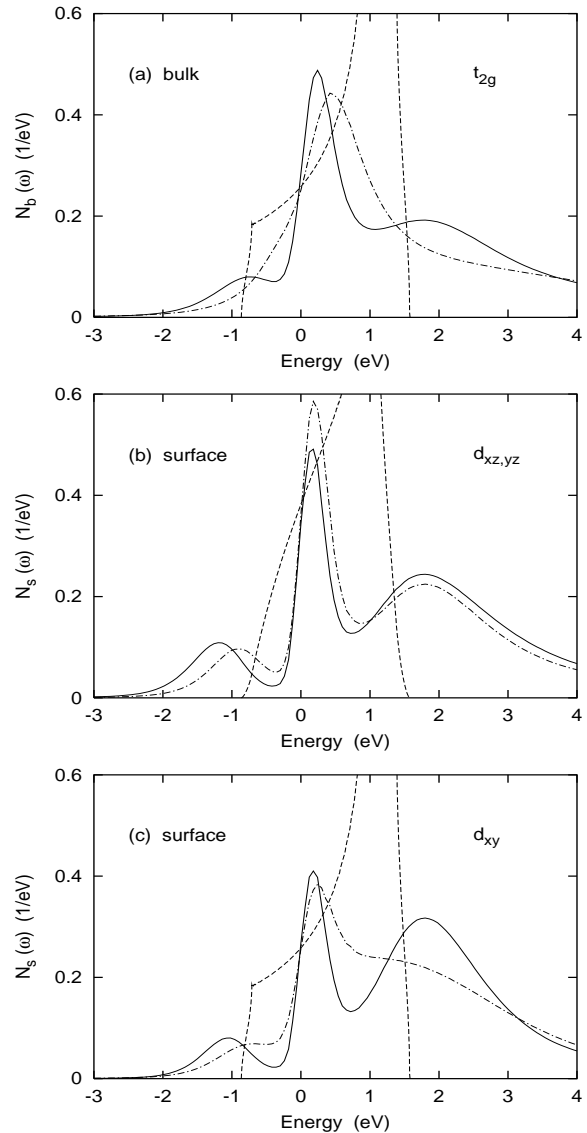 0.6
(a) bulk
t2g
0.4
Nb(ω) (1/eV)
0.2
0
-3 -2 -1 0 1 2 3 4
Energy (eV)
0.6
(b) surface
dxz,yz
0.4
Ns(ω) (1/eV)
0.2
0
-3 -2 -1 0 1 2 3 4
Energy (eV)
0.6
(c) surface
dxy
0.4
Ns(ω) (1/eV)
0.2
0
-3 -2 -1 0 1 2 3 4
Energy (eV)